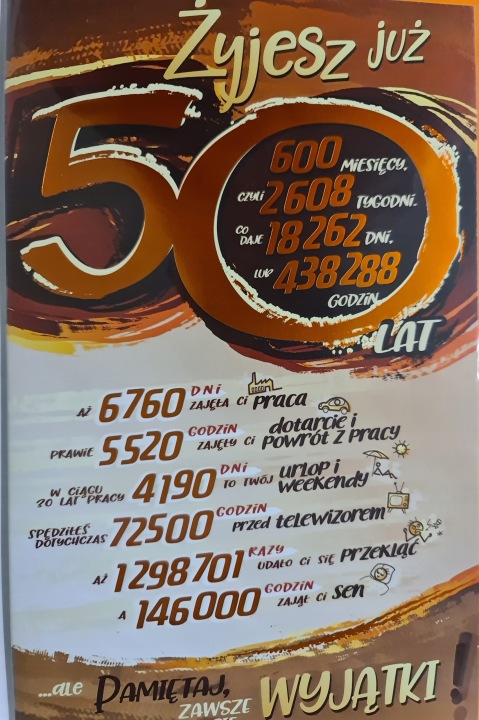 Żyjesz już
50
600 MIESIĘCY,
CZYLI 2608 TYGODNI.
CO DAJE 18262 DNI,
LUB 438288
GODZIN
LAT
AŻ 6760 DNI ZAJĘŁA CI PRACA
PRAWIE 5520 GODZIN ZAJĘŁY CI dotarcie i powrót z pracy
W CIĄGU 20 LAT PRACY 4190 DNI TO TWÓJ urlop i weekendy
SPĘDZIŁEŚ DOTYCHCZAS 72500 GODZIN PRZED telewizorem
AŻ 1298701 RAZY UDAŁO CI SIĘ PRZEKLĄĆ
A 146000 GODZIN ZAJĄŁ CI sen
...ale PAMIĘTAJ,
ZAWSZE
WYJĄTKI!